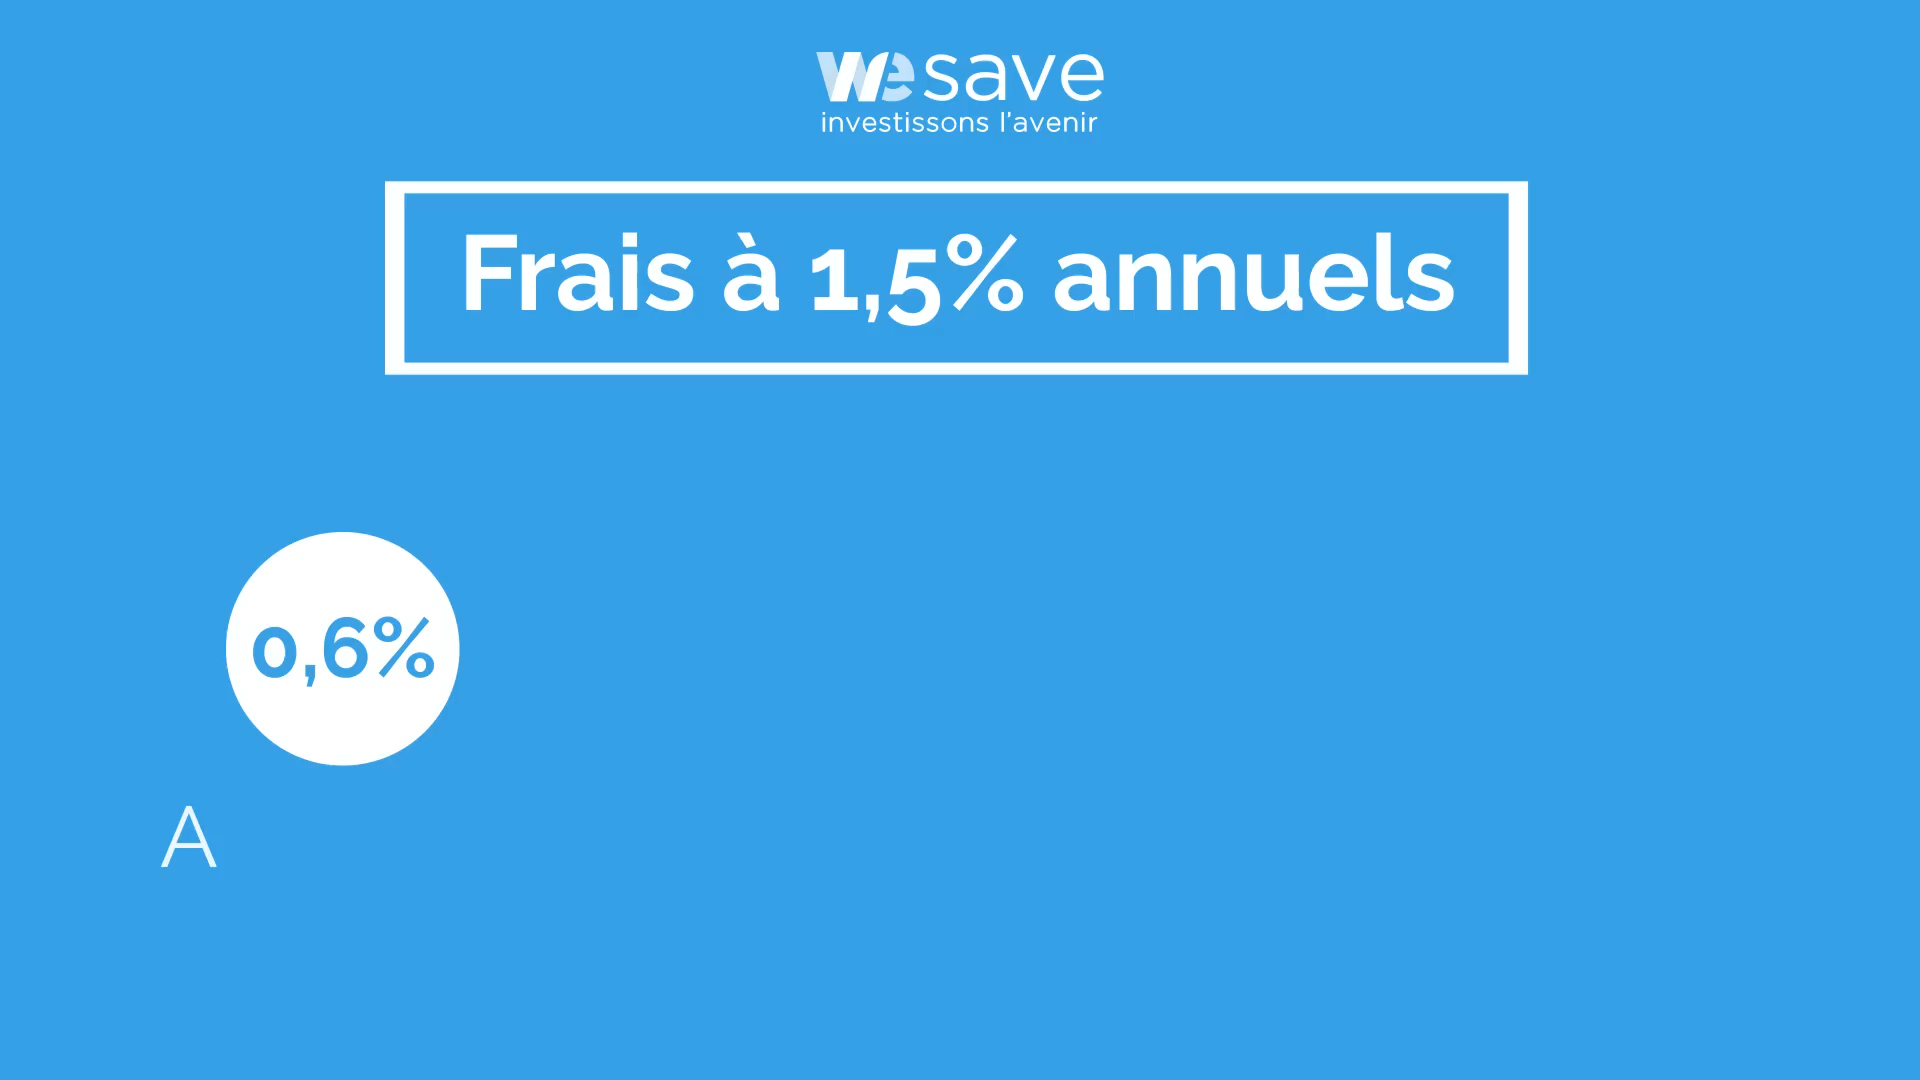 wesave
investissons l'avenir
Frais à 1,5% annuels
0,6%
A